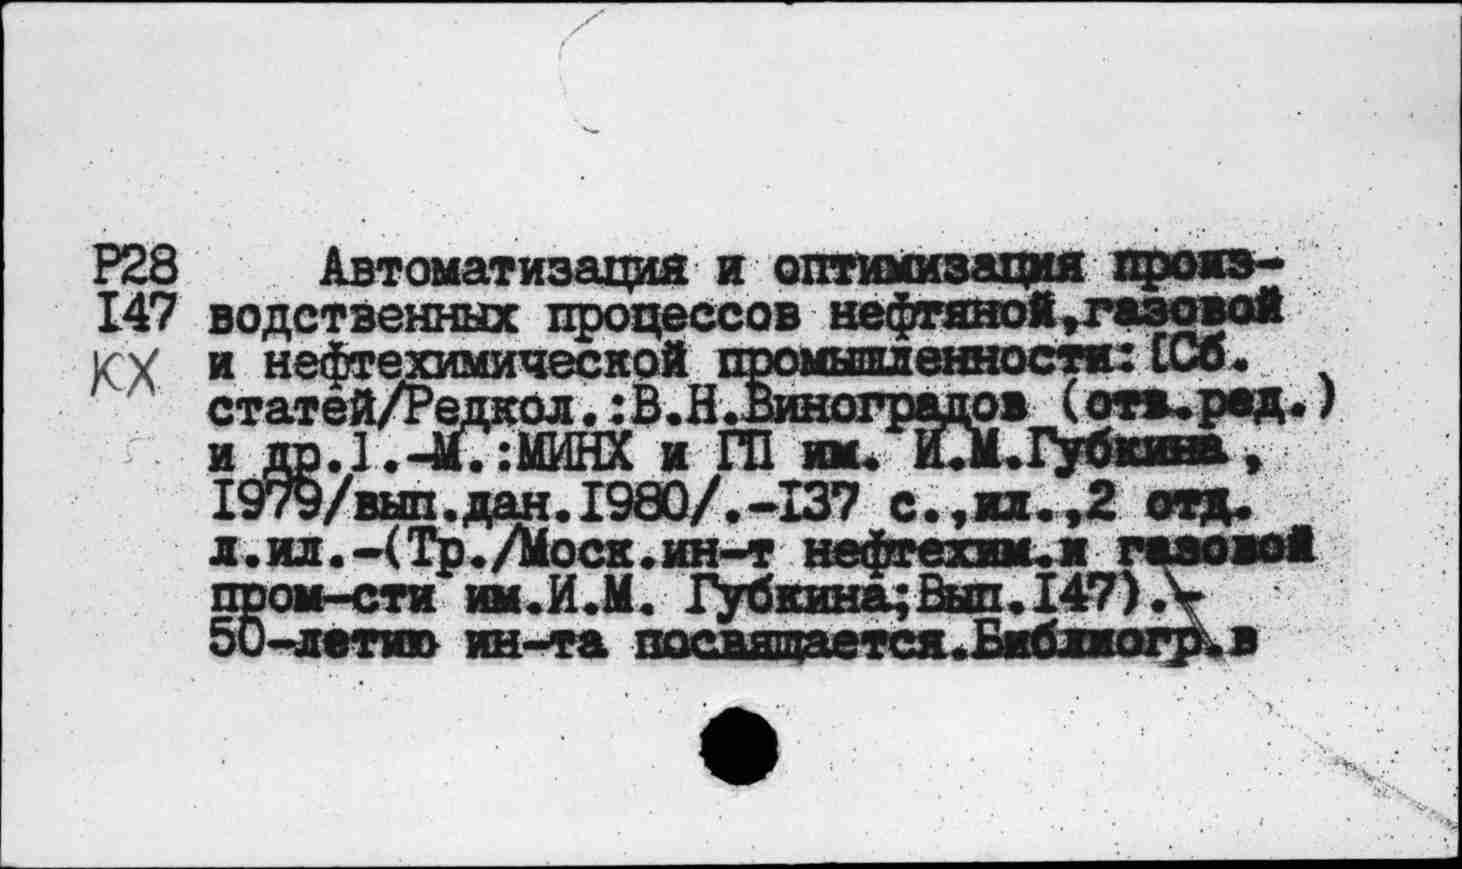 Р28 Автоматизация и оптимизация произ-
147 водственных процессов нефтяной,газовой
КХ и нефтехимической промышленности: [Сб.
статей/Редкол.:В.Н.Виноградов (отв.ред.)
и др.].-М.:МИНХ и ГП им. И.М.Губкина,
1979/вып.дан.1980/.-137 с.,ил.,2 отд.
л.ил.-(Тр./Моск.ин-т нефтехим.и газовой
пром-сти им.И.М. Губкина;Вып.147).\-
50-летию ин-та посвящается.Библиогр.в